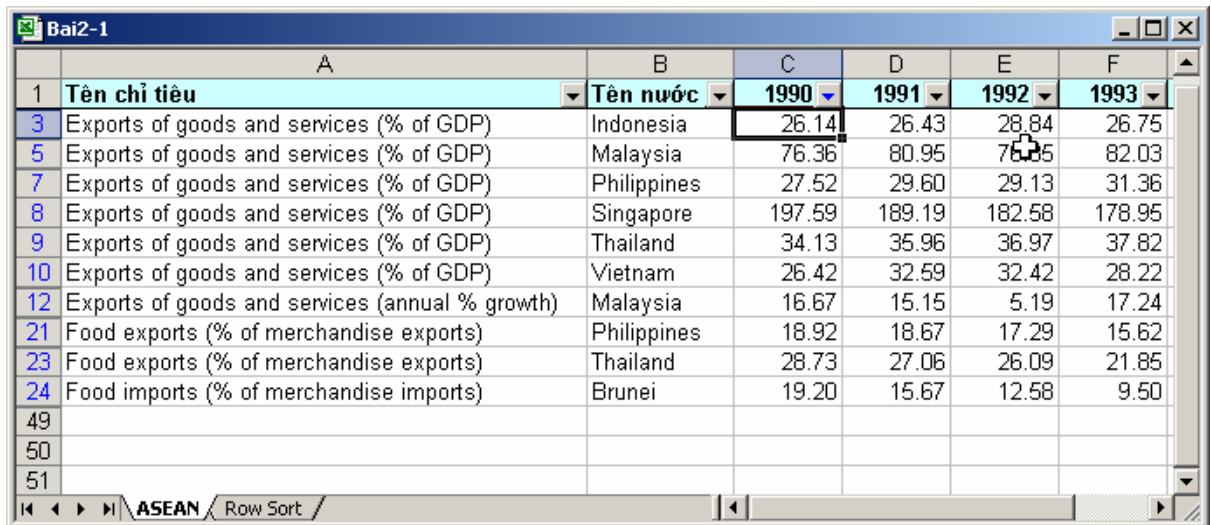 Bai2-1
A B C D E F
1 Tên chỉ tiêu Tên nước 1990 1991 1992 1993
3 Exports of goods and services (% of GDP) Indonesia 26.14 26.43 28.84 26.75
5 Exports of goods and services (% of GDP) Malaysia 76.36 80.95 82.03
7 Exports of goods and services (% of GDP) Philippines 27.52 29.60 29.13 31.36
8 Exports of goods and services (% of GDP) Singapore 197.59 189.19 182.58 178.95
9 Exports of goods and services (% of GDP) Thailand 34.13 35.96 36.97 37.82
10 Exports of goods and services (% of GDP) Vietnam 26.42 32.59 32.42 28.22
12 Exports of goods and services (annual % growth) Malaysia 16.67 15.15 5.19 17.24
21 Food exports (% of merchandise exports) Philippines 18.92 18.67 17.29 15.62
23 Food exports (% of merchandise exports) Thailand 28.73 27.06 26.09 21.85
24 Food imports (% of merchandise imports) Brunei 19.20 15.67 12.58 9.50
49
50
51
ASEAN Row Sort